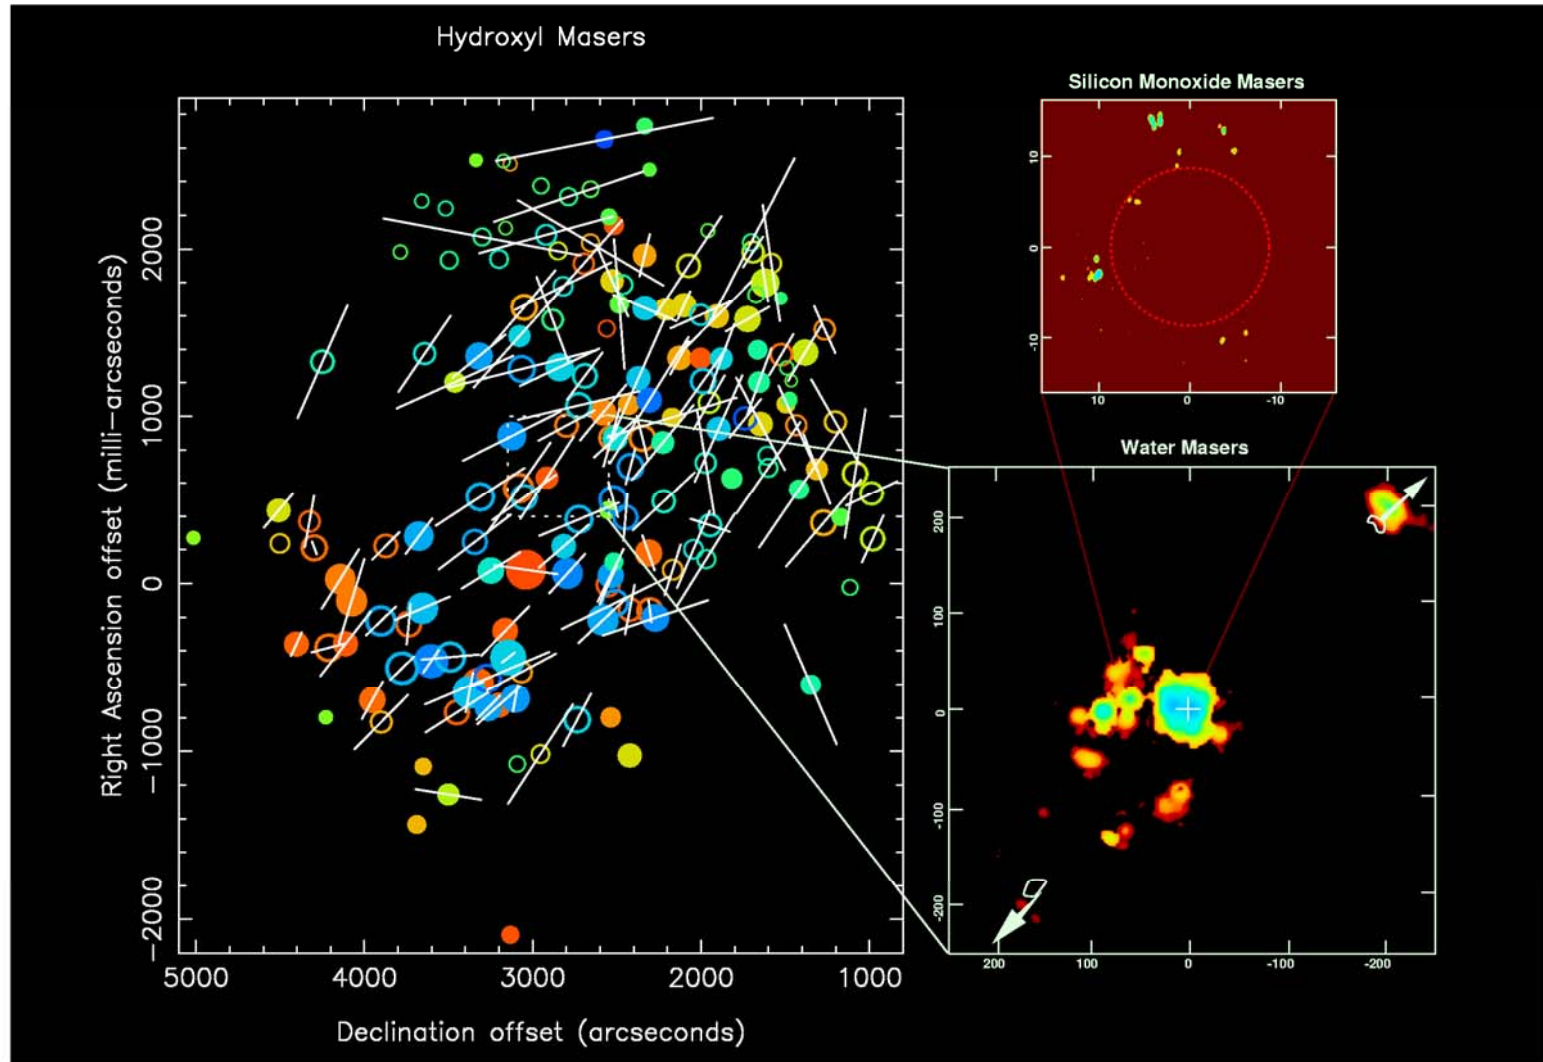 Hydroxyl Masers
Right Ascension offset (milli-arcseconds)
2000
1000
0
-1000
-2000
5000 4000 3000 2000 1000
Declination offset (arcseconds)
Silicon Monoxide Masers
10
0
-10
10 0 -10
Water Masers
200
100
0
-100
-200
200 100 0 -100 -200